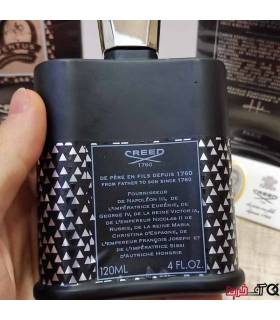 CREED
1760
DE PÈRE EN FILS DEPUIS 1760
FROM FATHER TO SON SINCE 1760
FOURNISSEUR
DE NAPOLÉON III, DE
L'IMPÉRATRICE EUGÉNIE, DE
GEORGE IV, DE LA REINE VICTORIA,
DE L'EMPEREUR NICOLAS II DE
RUSSIE, DE LA REINE MARIA
CHRISTINA D'ESPAGNE, DE
L'EMPEREUR FRANÇOIS JOSEPH ET
DE L'IMPÉRATRICE SISSI
D'AUTRICHE HONGRIE
120ML 4 FL.OZ.